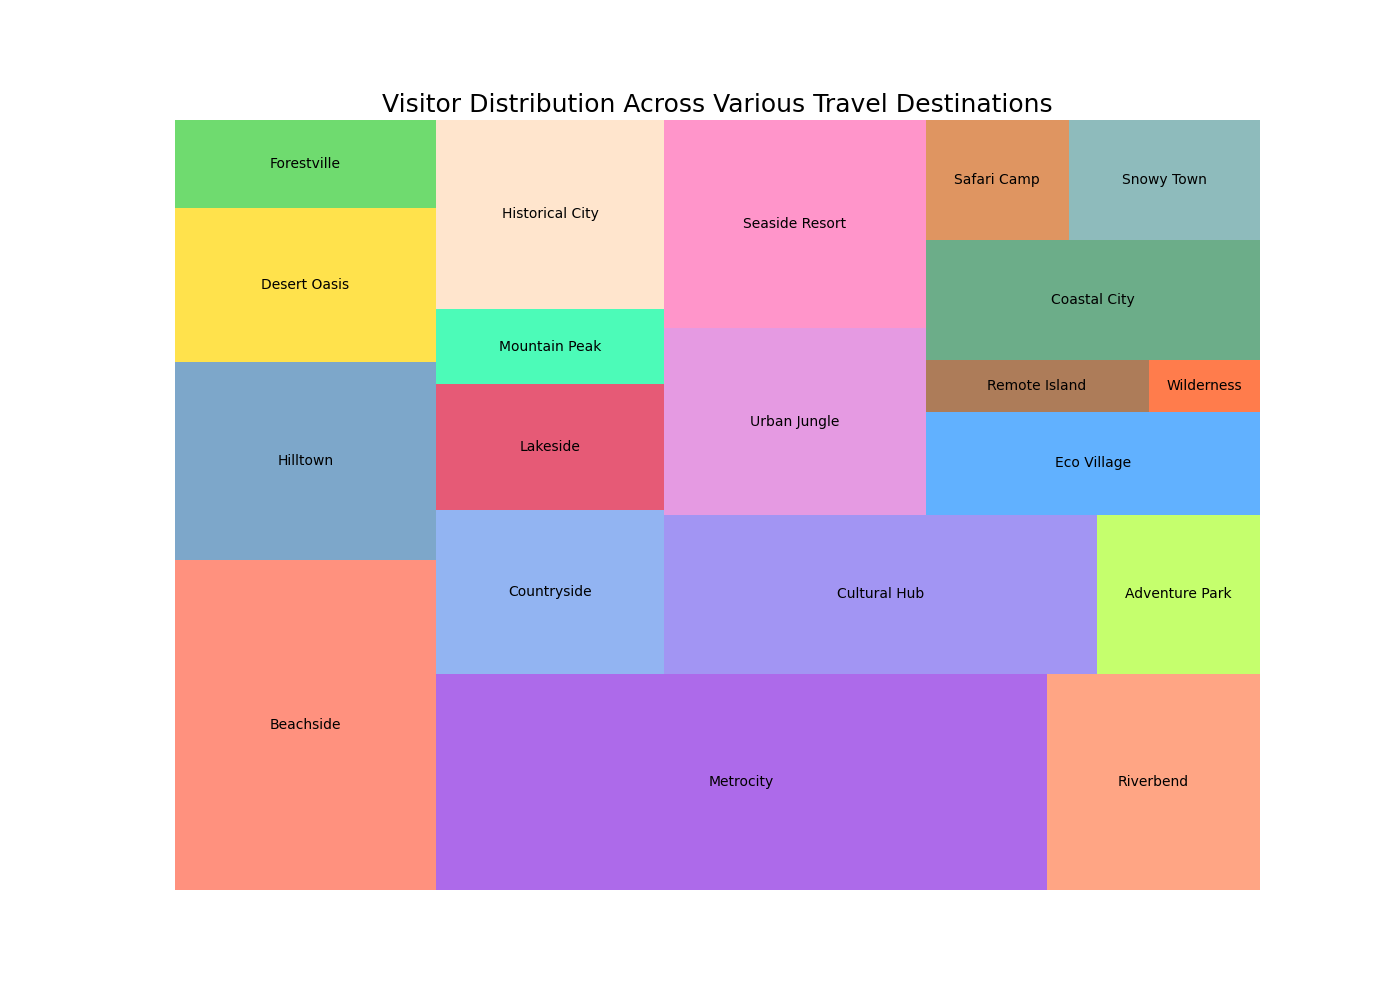 Visitor Distribution Across Various Travel Destinations
Forestville
Desert Oasis
Hilltown
Beachside
Historical City
Mountain Peak
Lakeside
Countryside
Seaside Resort
Urban Jungle
Safari Camp
Snowy Town
Coastal City
Remote Island
Wilderness
Eco Village
Cultural Hub
Adventure Park
Metrocity
Riverbend